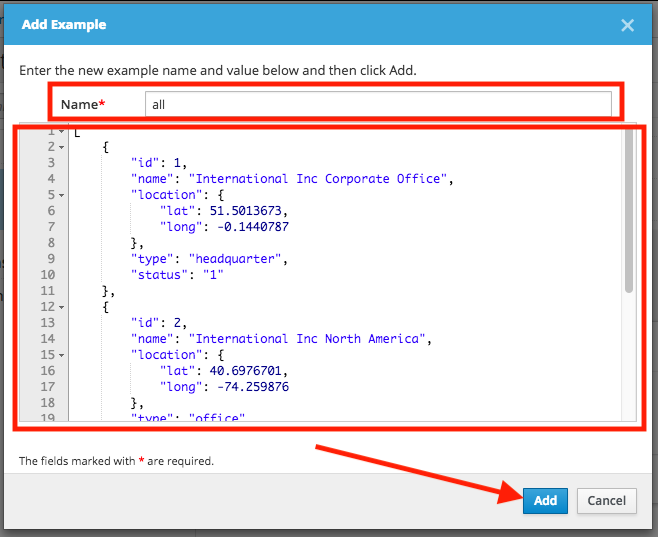 Add Example
Enter the new example name and value below and then click Add.
Name* all
1 [
2 {
3 "id": 1,
4 "name": "International Inc Corporate Office",
5 "location": {
6 "lat": 51.5013673,
7 "long": -0.1440787
8 },
9 "type": "headquarter",
10 "status": "1"
11 },
12 {
13 "id": 2,
14 "name": "International Inc North America",
15 "location": {
16 "lat": 40.6976701,
17 "long": -74.259876
18 },
19 "type": "office"
The fields marked with * are required.
Add Cancel